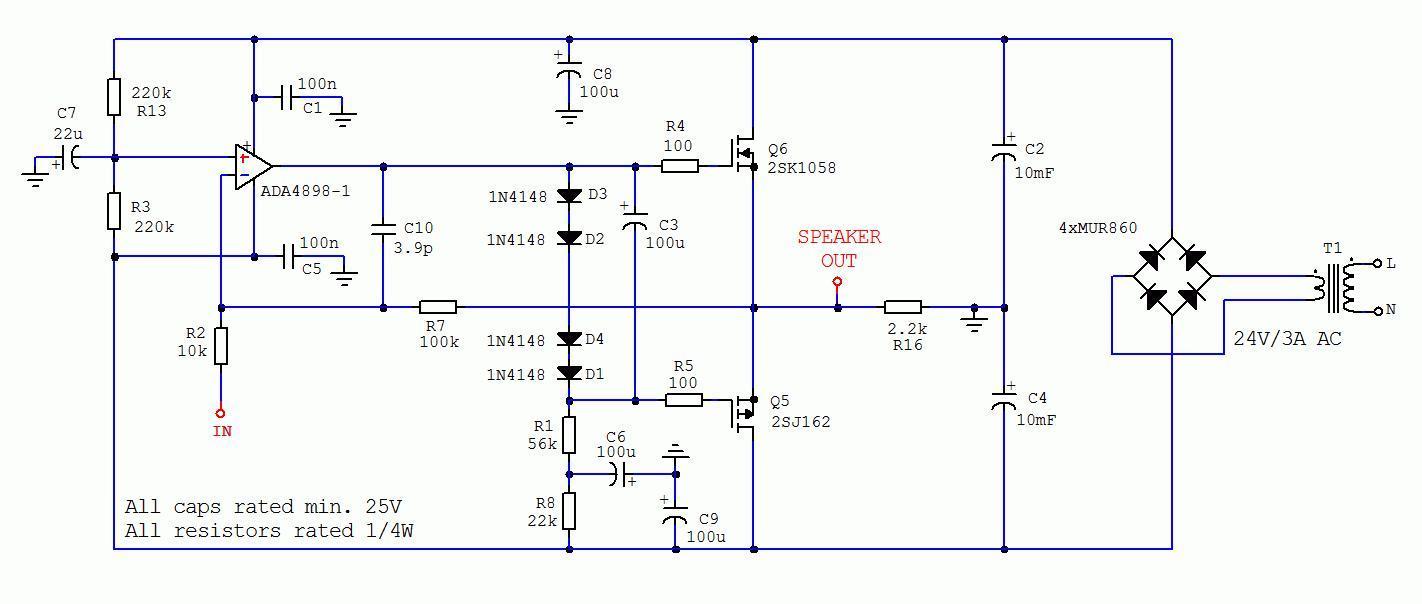 220k
R13
C7
22u
+
100n
C1
+
C8
100u
R4
100
Q6
2SK1058
+
C2
10mF
+
+
-
ADA4898-1
R3
220k
100n
C5
1N4148
D3
1N4148
D2
C10
3.9p
+
C3
100u
SPEAKER
OUT
4xMUR860
T1
L
N
24V/3A AC
R7
100k
2.2k
R16
R2
10k
IN
1N4148
D4
1N4148
D1
R5
100
Q5
2SJ162
+
C4
10mF
R1
56k
C6
100u
+
R8
22k
+
C9
100u
All caps rated min. 25V
All resistors rated 1/4W